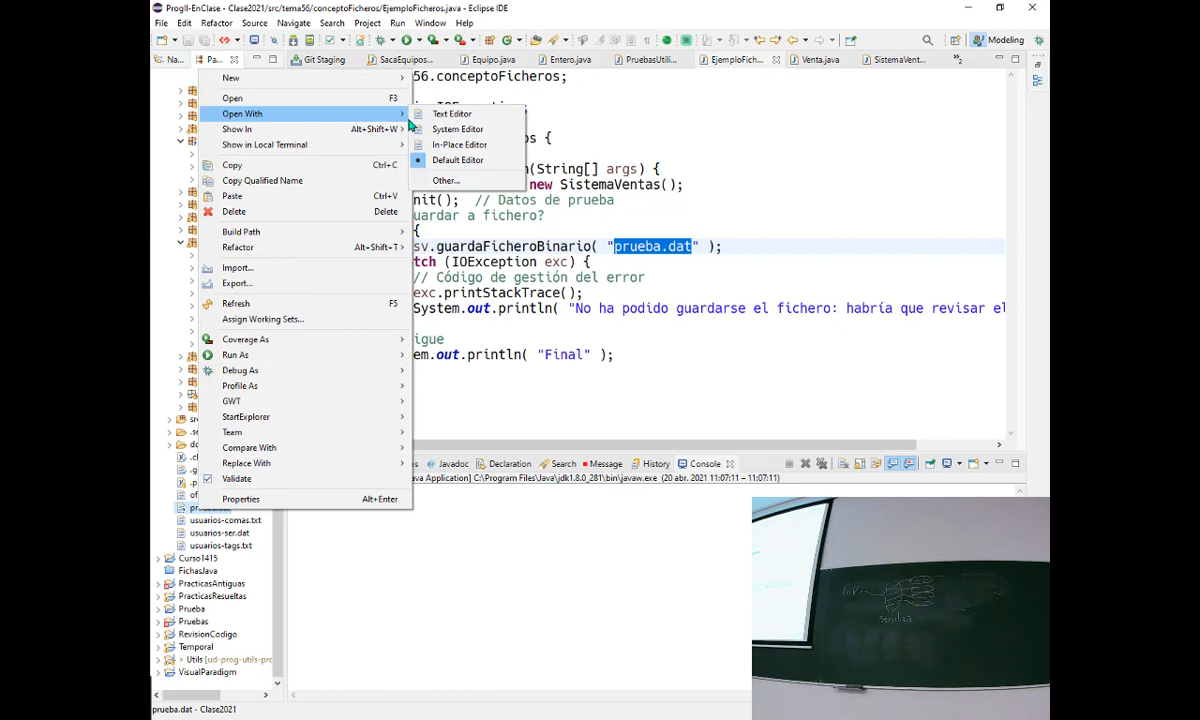 ProgII-EnClase - Clase2021/src/tema56/conceptoFicheros/EjemploFicheros.java - Eclipse IDE
File Edit Refactor Source Navigate Search Project Run Window Help
Modeling
Na... Pa... Git Staging SacaEquipos... Equipo.java Entero.java PruebasUtili... EjemploFich... Venta.java SistemaVent...
56.conceptoFicheros;
New
Open F3
Open With
Show In Alt+Shift+W
Show in Local Terminal
Copy Ctrl+C
Copy Qualified Name
Paste Ctrl+V
Delete Delete
Build Path
Refactor Alt+Shift+T
Import...
Export...
Refresh F5
Assign Working Sets...
Coverage As
Run As
Debug As
Profile As
GWT
StartExplorer
Team
Compare With
Replace With
Validate
Properties Alt+Enter
Text Editor
System Editor
In-Place Editor
Default Editor
Other...
s {
(String[] args) {
new SistemaVentas();
nit(); // Datos de prueba
uardar a fichero?
{
sv.guardaFicheroBinario( "prueba.dat" );
tch (IOException exc) {
// Código de gestión del error
exc.printStackTrace();
System.out.println( "No ha podido guardarse el fichero: habría que revisar el
igue
em.out.println( "Final" );
Javadoc Declaration Search Message History Console
Java Application] C:\Program Files\Java\jdk1.8.0_281\bin\javaw.exe (20 abr. 2021 11:07:11 – 11:07:11)
usuarios-comas.txt
usuarios-ser.dat
usuarios-tags.txt
Curso1415
FichasJava
PracticasAntiguas
PracticasResueltas
Prueba
Pruebas
RevisionCodigo
Temporal
> Utils [ud-prog-utils-pro
VisualParadigm
prueba.dat - Clase2021